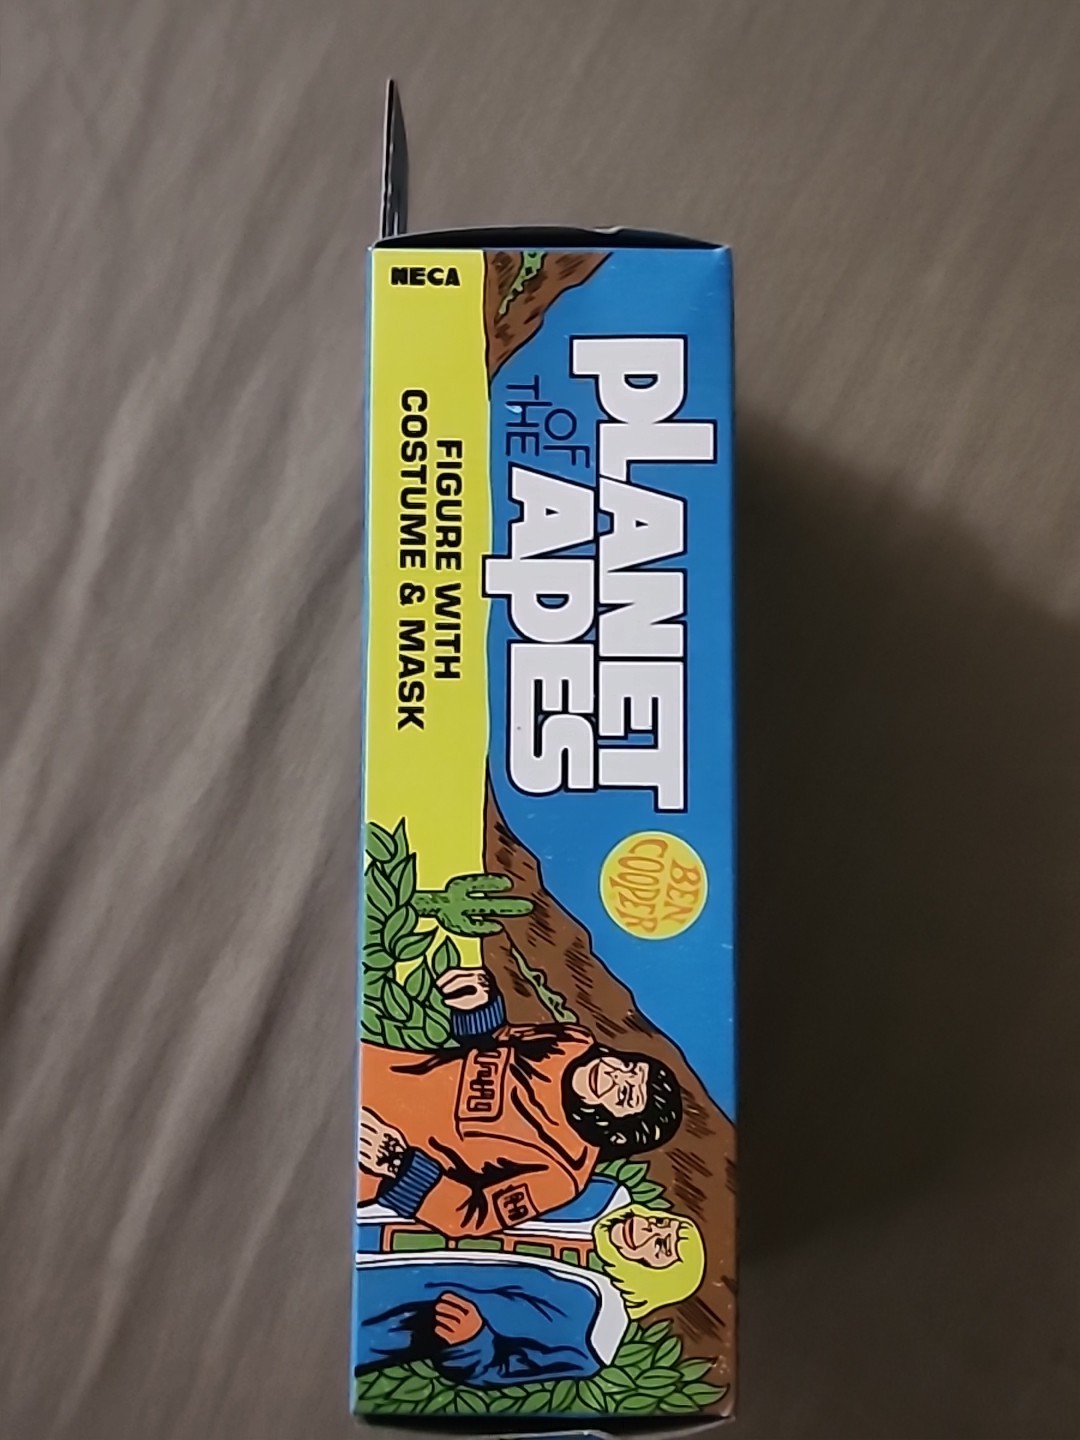 NECA
PLANET
OF
THE
APES
BEN
COOPER
FIGURE WITH
COSTUME & MASK